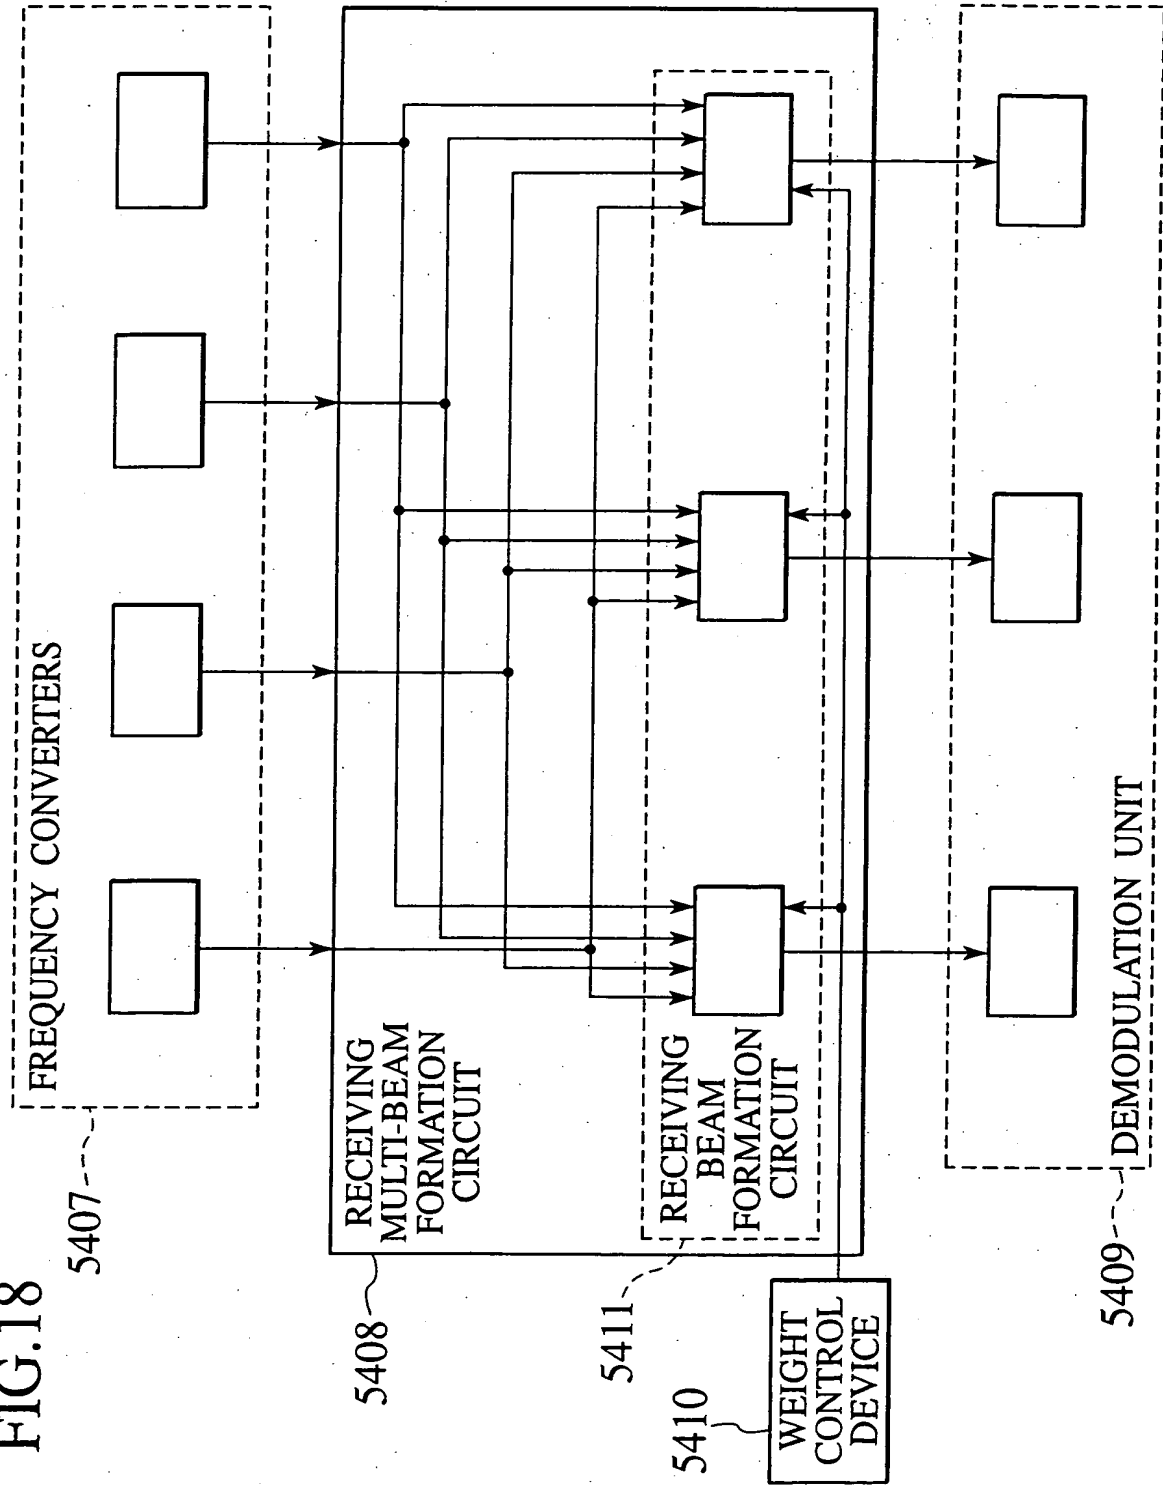 FIG.18
FREQUENCY CONVERTERS
5407
RECEIVING
MULTI-BEAM
FORMATION
CIRCUIT
5408
RECEIVING
BEAM
FORMATION
CIRCUIT
5411
WEIGHT
CONTROL
DEVICE
5410
DEMODULATION UNIT
5409